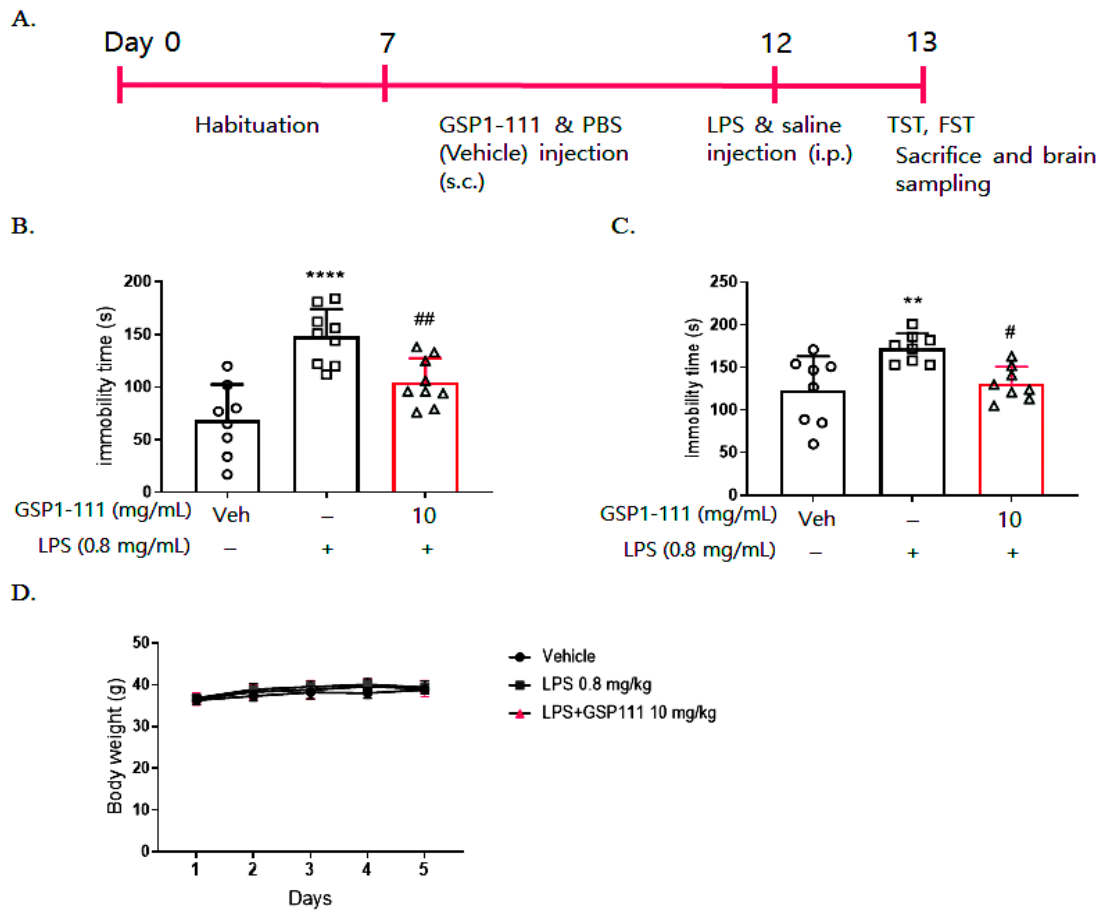 A.
Day 0 7 12 13
Habituation
GSP1-111 & PBS
(Vehicle) injection
(s.c.)
LPS & saline
injection (i.p.)
TST, FST
Sacrifice and brain
sampling
B.
immobility time (s)
200
150
100
50
0
****
##
GSP1-111 (mg/mL) Veh – 10
LPS (0.8 mg/mL) – + +
C.
immobility time (s)
250
200
150
100
50
0
**
#
GSP1-111 (mg/mL) Veh – 10
LPS (0.8 mg/mL) – + +
D.
Body weight (g)
50
40
30
20
10
0
1 2 3 4 5
Days
Vehicle
LPS 0.8 mg/kg
LPS+GSP111 10 mg/kg